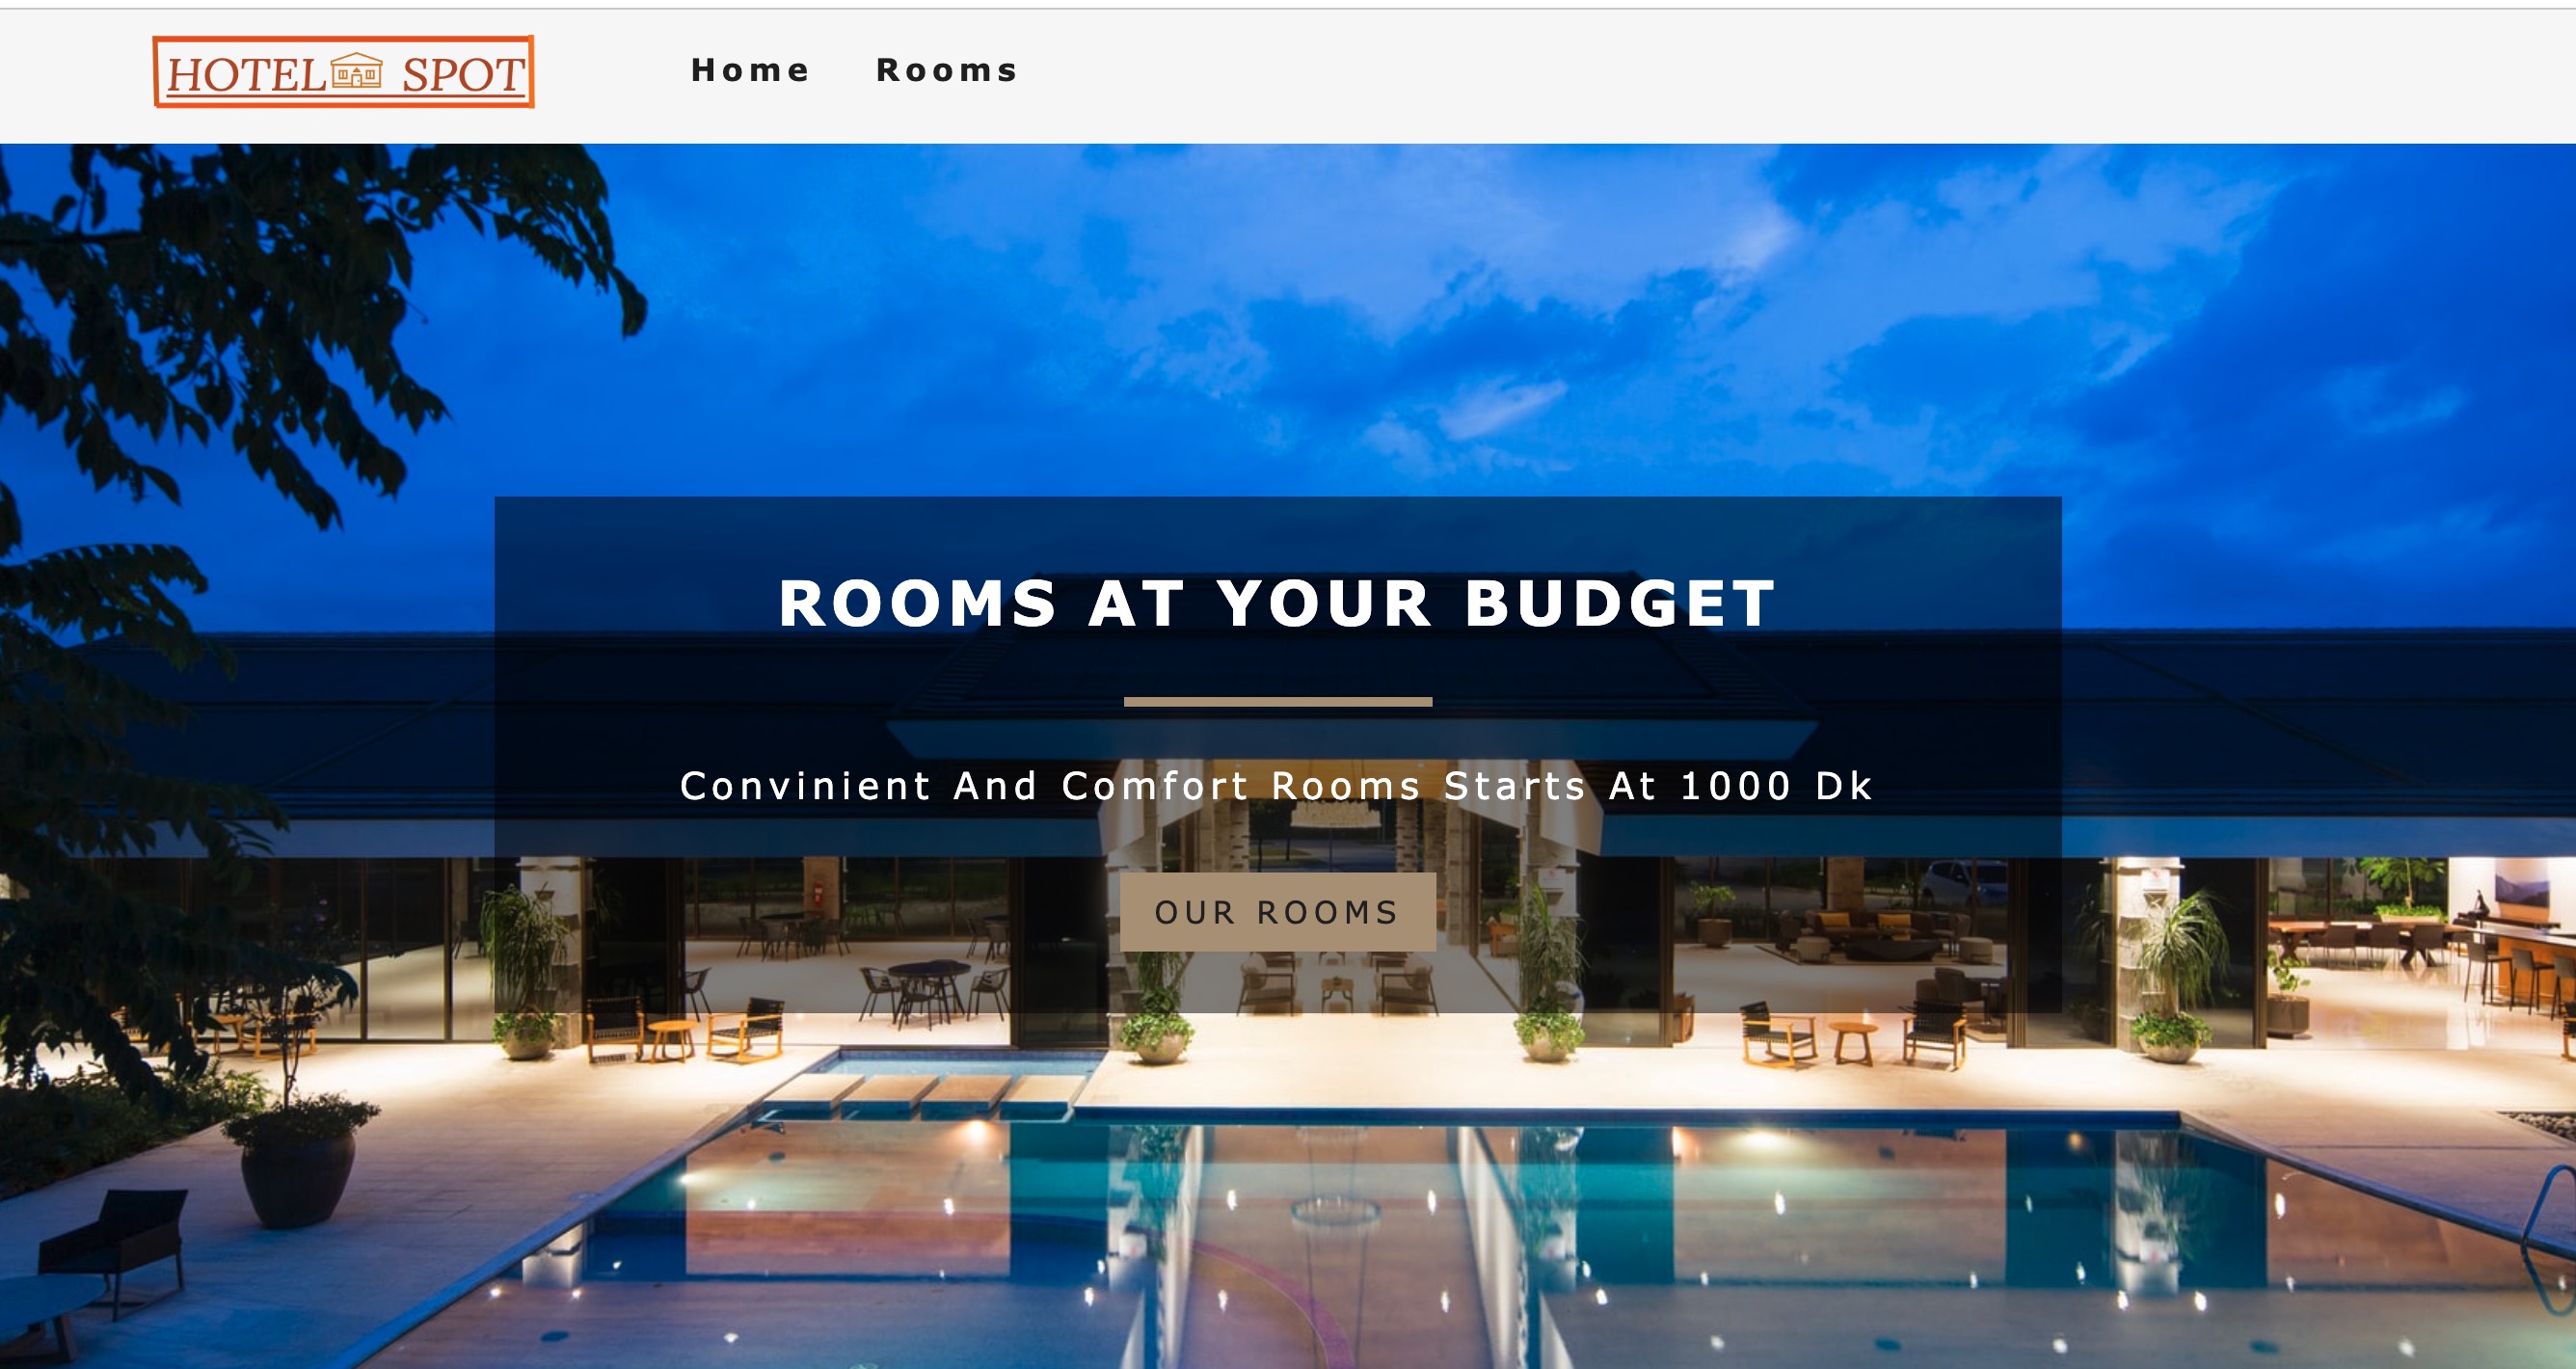 HOTEL SPOT
Home Rooms
ROOMS AT YOUR BUDGET
Convinient And Comfort Rooms Starts At 1000 Dk
OUR ROOMS